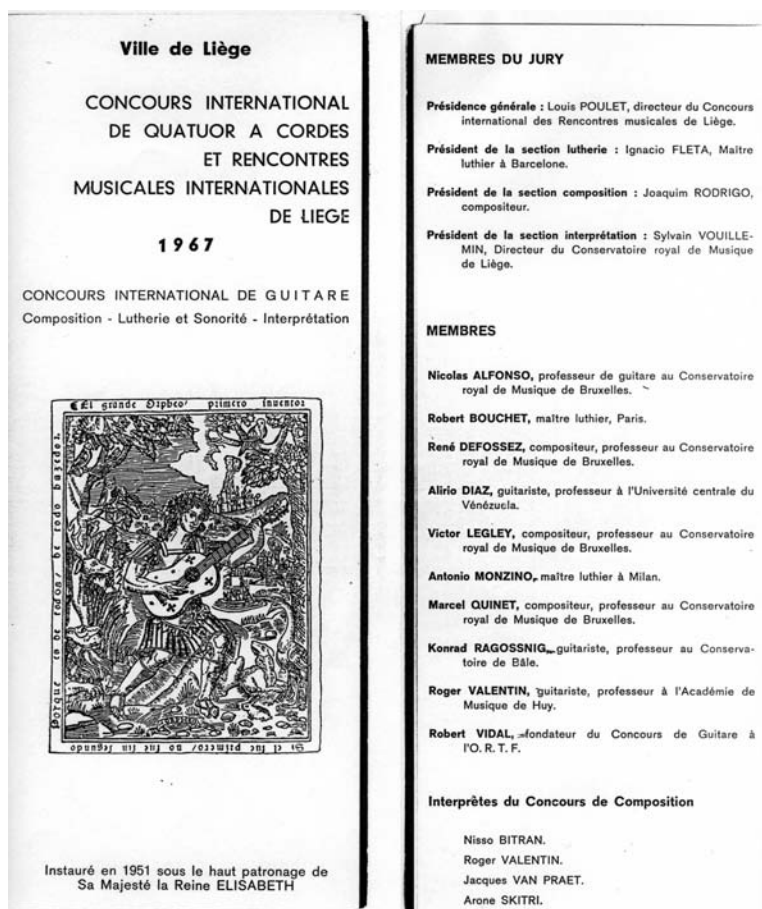 Ville de Liège
CONCOURS INTERNATIONAL
DE QUATUOR A CORDES
ET RENCONTRES
MUSICALES INTERNATIONALES
DE LIEGE
1967
CONCOURS INTERNATIONAL DE GUITARE
Composition - Lutherie et Sonorité - Interprétation
El grande Orpheo primero inventor
Si el fue primero / no fue sin segundo
Instauré en 1951 sous le haut patronage de
Sa Majesté la Reine ELISABETH
MEMBRES DU JURY
Présidence générale : Louis POULET, directeur du Concours
international des Rencontres musicales de Liège.
Président de la section lutherie : Ignacio FLETA, Maître
luthier à Barcelone.
Président de la section composition : Joaquim RODRIGO,
compositeur.
Président de la section interprétation : Sylvain VOUILLE-
MIN, Directeur du Conservatoire royal de Musique
de Liège.
MEMBRES
Nicolas ALFONSO, professeur de guitare au Conservatoire
royal de Musique de Bruxelles.
Robert BOUCHET, maître luthier, Paris.
René DEFOSSEZ, compositeur, professeur au Conservatoire
royal de Musique de Bruxelles.
Alirio DIAZ, guitariste, professeur à l'Université centrale du
Vénézuela.
Victor LEGLEY, compositeur, professeur au Conservatoire
royal de Musique de Bruxelles.
Antonio MONZINO, maître luthier à Milan.
Marcel QUINET, compositeur, professeur au Conservatoire
royal de Musique de Bruxelles.
Konrad RAGOSSNIG, guitariste, professeur au Conserva-
toire de Bâle.
Roger VALENTIN, guitariste, professeur à l'Académie de
Musique de Huy.
Robert VIDAL, fondateur du Concours de Guitare à
l'O.R.T.F.
Interprètes du Concours de Composition
Nisso BITRAN.
Roger VALENTIN.
Jacques VAN PRAET.
Arone SKITRI.